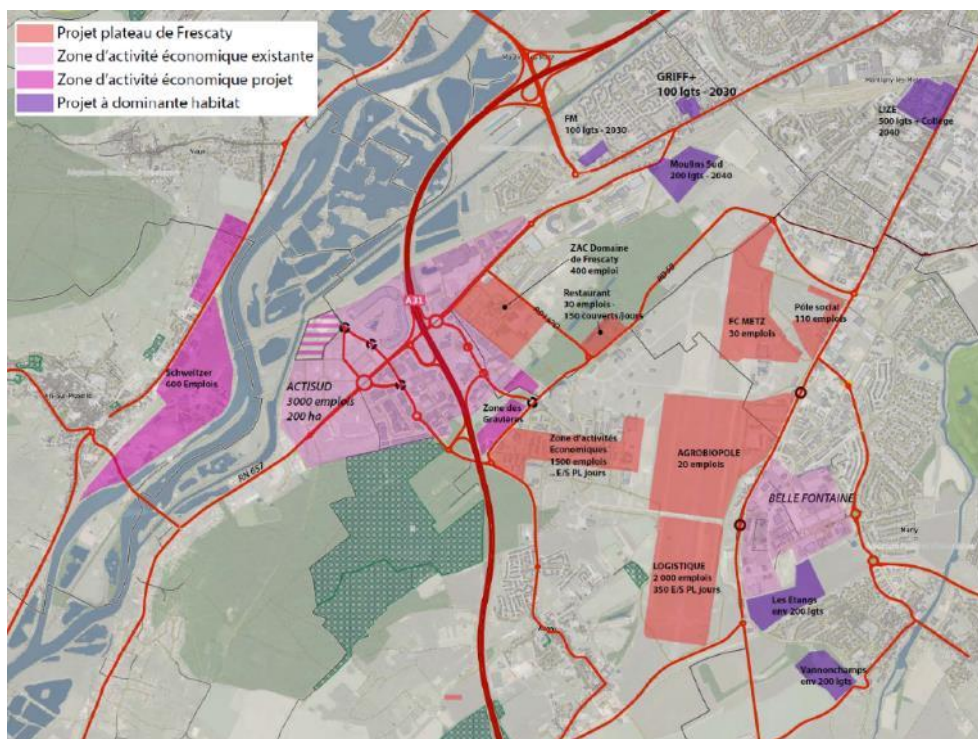 Projet plateau de Frescaty
Zone d'activité économique existante
Zone d'activité économique projet
Projet à dominante habitat
GRIFF+
100 lgts - 2030
FM
100 lgts - 2030
LIZE
500 lgts + Collège
2040
Moulins Sud
200 lgts - 2040
Vaux
ZAC Domaine
de Frescaty
400 emploi
Restaurant
30 emplois -
150 couverts/jours
A31
FC METZ
30 emplois
Pôle social
110 emplois
Schweitzer
600 Emplois
ACTISUD
3000 emplois
200 ha
RN 657
Zone des
Gravières
Zone d'activités
Economiques
1500 emplois
E/S PL jours
AGROBIOPOLE
20 emplois
BELLE FONTAINE
Marly
LOGISTIQUE
2 000 emplois
350 E/S PL jours
Les Etangs
env 200 lgts
Augny
Vannonchamps
env 200 lgts